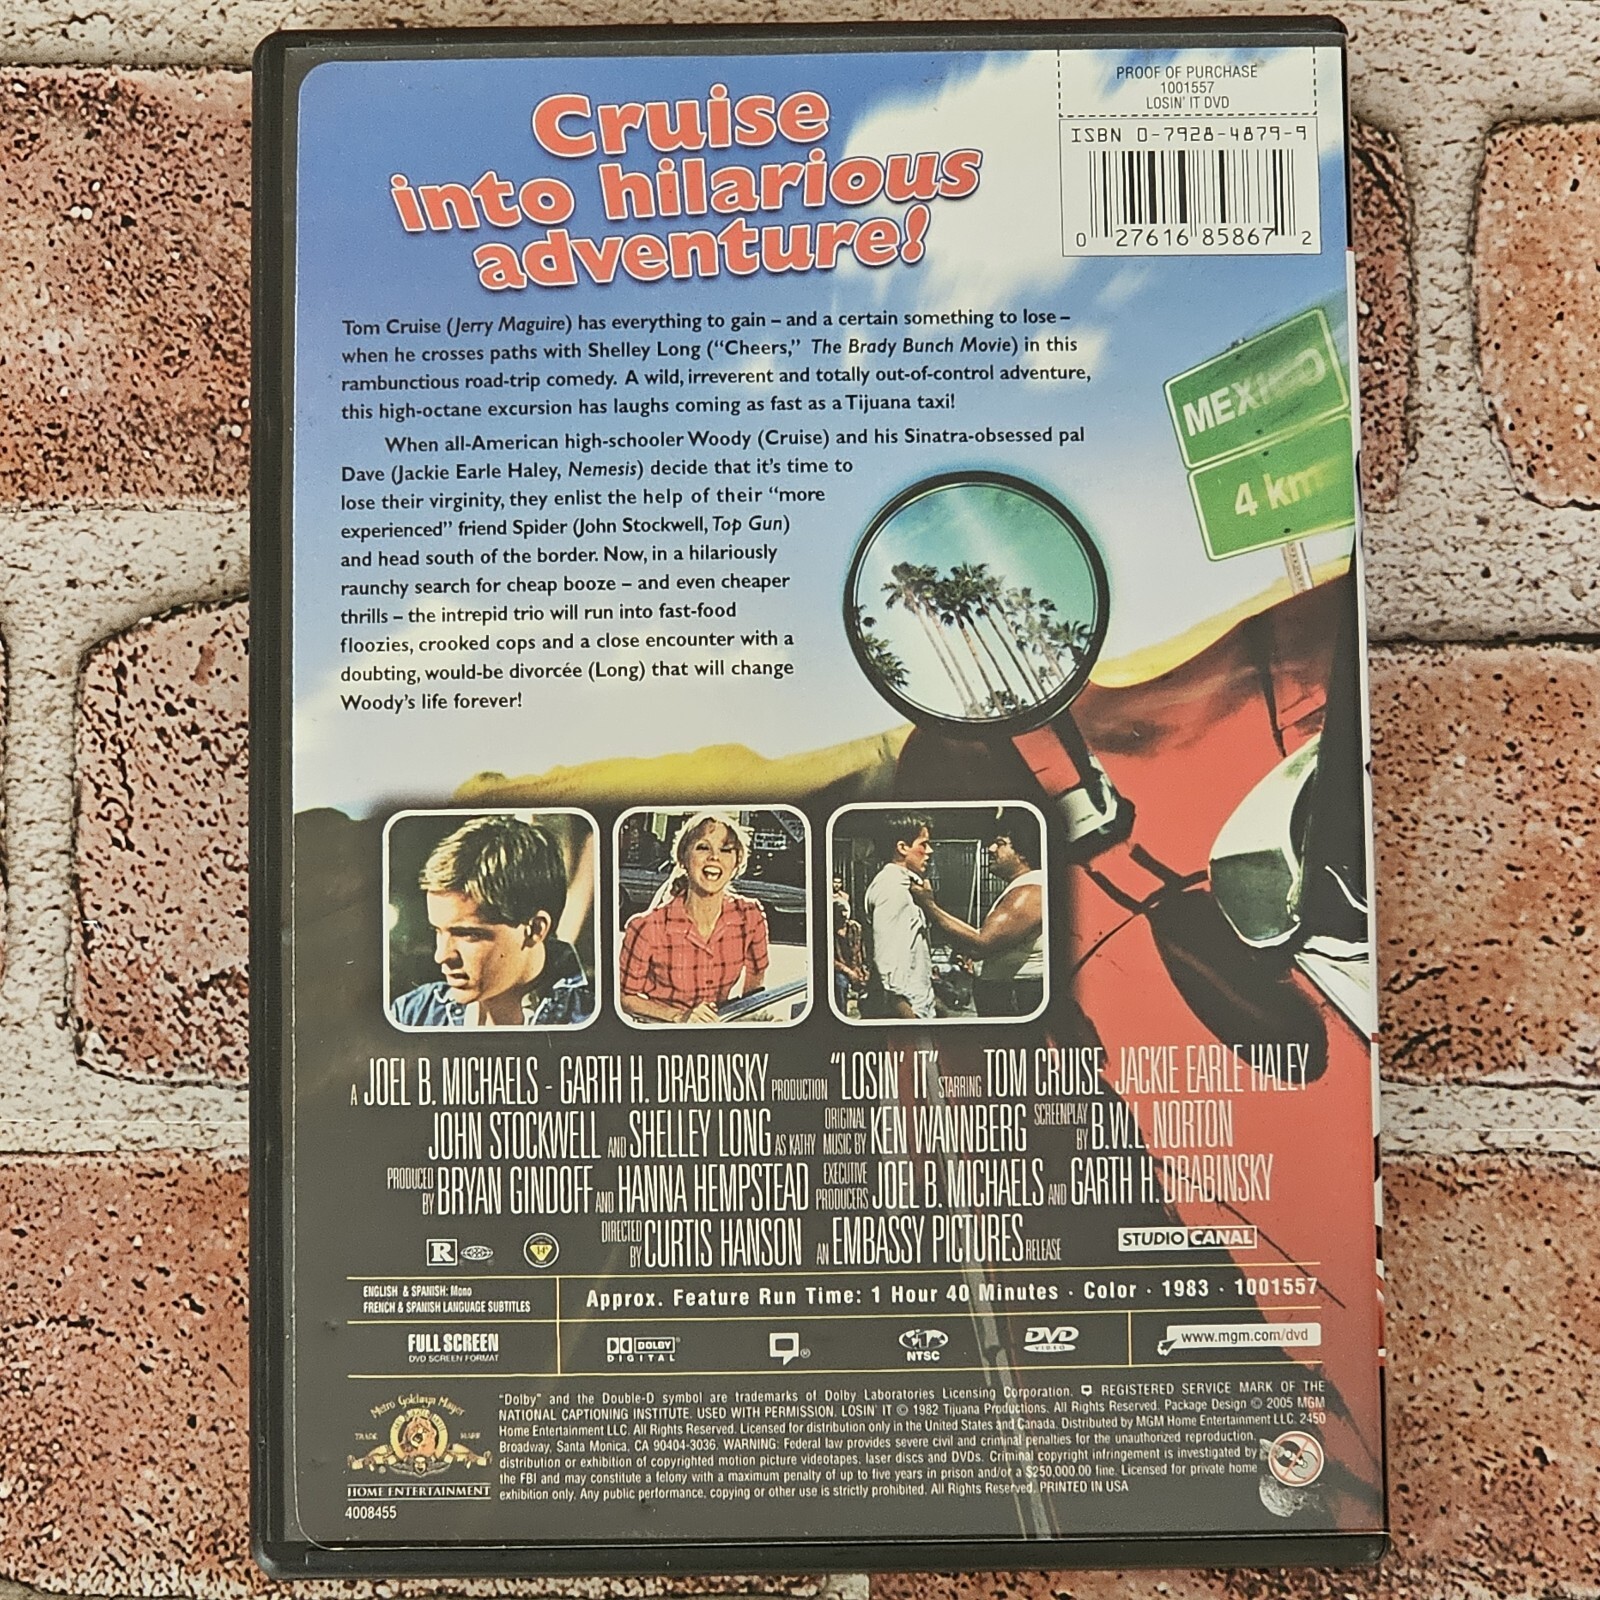 PROOF OF PURCHASE
1001557
LOSIN' IT DVD
ISBN 0-7928-4879-9
0 27616 85867 2
Cruise
into hilarious
adventure!
Tom Cruise (Jerry Maguire) has everything to gain – and a certain something to lose –
when he crosses paths with Shelley Long ("Cheers," The Brady Bunch Movie) in this
rambunctious road-trip comedy. A wild, irreverent and totally out-of-control adventure,
this high-octane excursion has laughs coming as fast as a Tijuana taxi!
When all-American high-schooler Woody (Cruise) and his Sinatra-obsessed pal
Dave (Jackie Earle Haley, Nemesis) decide that it's time to
lose their virginity, they enlist the help of their "more
experienced" friend Spider (John Stockwell, Top Gun)
and head south of the border. Now, in a hilariously
raunchy search for cheap booze – and even cheaper
thrills – the intrepid trio will run into fast-food
floozies, crooked cops and a close encounter with a
doubting, would-be divorcée (Long) that will change
Woody's life forever!
MEXICO
4 km
A JOEL B. MICHAELS - GARTH H. DRABINSKY PRODUCTION "LOSIN' IT" STARRING TOM CRUISE JACKIE EARLE HALEY
JOHN STOCKWELL AND SHELLEY LONG AS KATHY ORIGINAL MUSIC BY KEN WANNBERG SCREENPLAY BY B.W.L. NORTON
PRODUCED BY BRYAN GINDOFF AND HANNA HEMPSTEAD EXECUTIVE PRODUCERS JOEL B. MICHAELS AND GARTH H. DRABINSKY
R DIRECTED BY CURTIS HANSON AN EMBASSY PICTURES RELEASE STUDIO CANAL
ENGLISH & SPANISH: Mono
FRENCH & SPANISH LANGUAGE SUBTITLES
Approx. Feature Run Time: 1 Hour 40 Minutes · Color · 1983 · 1001557
FULL SCREEN
DVD SCREEN FORMAT
DOLBY
DIGITAL
NTSC
DVD
VIDEO
www.mgm.com/dvd
Metro Goldwyn Mayer
TRADE MARK
HOME ENTERTAINMENT
4008455
"Dolby" and the Double-D symbol are trademarks of Dolby Laboratories Licensing Corporation. REGISTERED SERVICE MARK OF THE
NATIONAL CAPTIONING INSTITUTE. USED WITH PERMISSION. LOSIN' IT © 1982 Tijuana Productions. All Rights Reserved. Package Design © 2005 MGM
Home Entertainment LLC. All Rights Reserved. Licensed for distribution only in the United States and Canada. Distributed by MGM Home Entertainment LLC. 2450
Broadway, Santa Monica, CA 90404-3036. WARNING: Federal law provides severe civil and criminal penalties for the unauthorized reproduction,
distribution or exhibition of copyrighted motion picture videotapes, laser discs and DVDs. Criminal copyright infringement is investigated by
the FBI and may constitute a felony with a maximum penalty of up to five years in prison and/or a $250,000.00 fine. Licensed for private home
exhibition only. Any public performance, copying or other use is strictly prohibited. All Rights Reserved. PRINTED IN USA